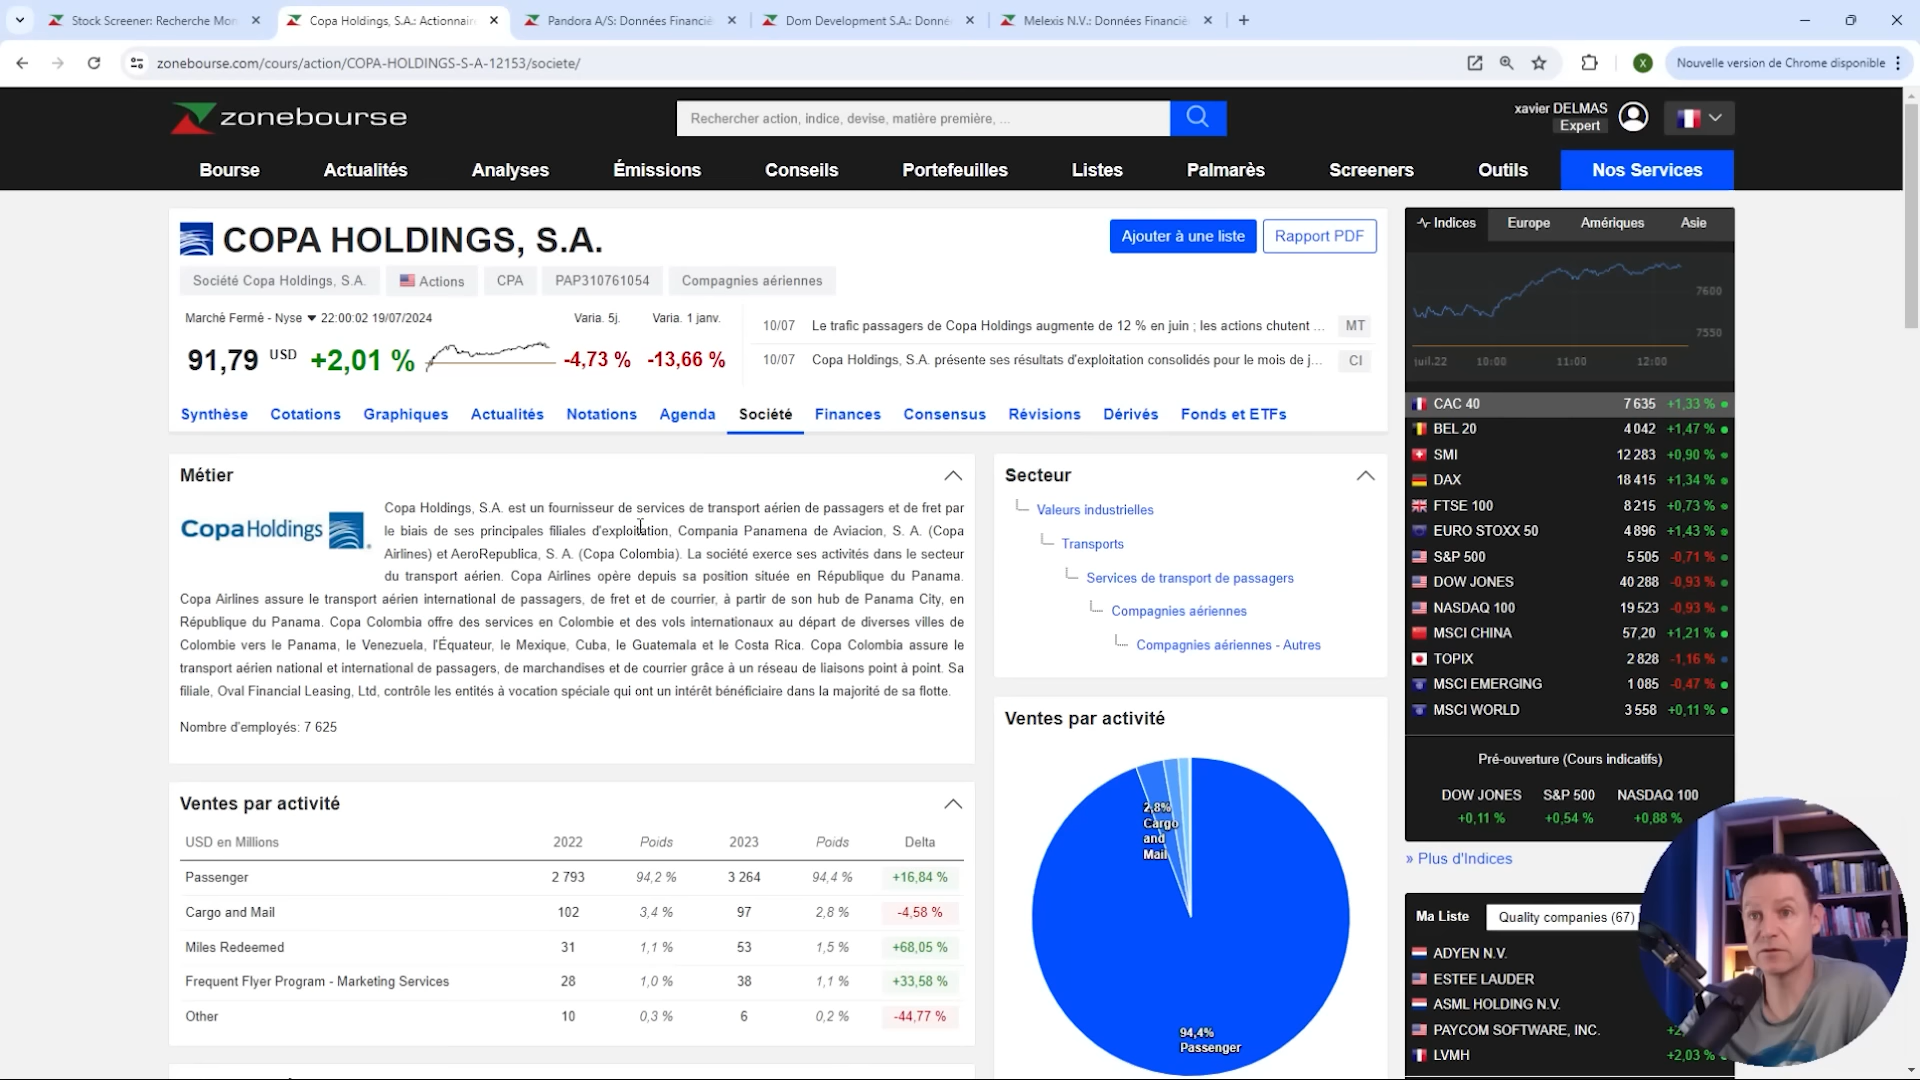 Stock Screener: Recherche Mon
Copa Holdings, S.A.: Actionnair
Pandora A/S: Données Financiè
Dom Development S.A.: Donné
Melexis N.V.: Données Financiè
zonebourse.com/cours/action/COPA-HOLDINGS-S-A-12153/societe/
X
Nouvelle version de Chrome disponible
zonebourse
Rechercher action, indice, devise, matière première, ...
xavier DELMAS
Expert
Bourse Actualités Analyses Émissions Conseils Portefeuilles Listes Palmarès Screeners Outils Nos Services
COPA HOLDINGS, S.A.
Ajouter à une liste
Rapport PDF
Société Copa Holdings, S.A. Actions CPA PAP310761054 Compagnies aériennes
Marché Fermé - Nyse 22:00:02 19/07/2024 Varia. 5j. Varia. 1 janv.
91,79 USD +2,01 % -4,73 % -13,66 %
10/07 Le trafic passagers de Copa Holdings augmente de 12 % en juin ; les actions chutent ... MT
10/07 Copa Holdings, S.A. présente ses résultats d'exploitation consolidés pour le mois de j... CI
Synthèse Cotations Graphiques Actualités Notations Agenda Société Finances Consensus Révisions Dérivés Fonds et ETFs
Métier
CopaHoldings
Copa Holdings, S.A. est un fournisseur de services de transport aérien de passagers et de fret par
le biais de ses principales filiales d'exploitation, Compania Panamena de Aviacion, S. A. (Copa
Airlines) et AeroRepublica, S. A. (Copa Colombia). La société exerce ses activités dans le secteur
du transport aérien. Copa Airlines opère depuis sa position située en République du Panama.
Copa Airlines assure le transport aérien international de passagers, de fret et de courrier, à partir de son hub de Panama City, en
République du Panama. Copa Colombia offre des services en Colombie et des vols internationaux au départ de diverses villes de
Colombie vers le Panama, le Venezuela, l'Équateur, le Mexique, Cuba, le Guatemala et le Costa Rica. Copa Colombia assure le
transport aérien national et international de passagers, de marchandises et de courrier grâce à un réseau de liaisons point à point. Sa
filiale, Oval Financial Leasing, Ltd, contrôle les entités à vocation spéciale qui ont un intérêt bénéficiaire dans la majorité de sa flotte.
Nombre d'employés: 7 625
Ventes par activité
USD en Millions 2022 Poids 2023 Poids Delta
Passenger 2 793 94,2 % 3 264 94,4 % +16,84 %
Cargo and Mail 102 3,4 % 97 2,8 % -4,58 %
Miles Redeemed 31 1,1 % 53 1,5 % +68,05 %
Frequent Flyer Program - Marketing Services 28 1,0 % 38 1,1 % +33,58 %
Other 10 0,3 % 6 0,2 % -44,77 %
Secteur
Valeurs industrielles
Transports
Services de transport de passagers
Compagnies aériennes
Compagnies aériennes - Autres
Ventes par activité
2,8%
Cargo
and
Mail
94,4%
Passenger
Indices Europe Amériques Asie
7600
7550
juil.22 10:00 11:00 12:00
CAC 40 7 635 +1,33 %
BEL 20 4 042 +1,47 %
SMI 12 283 +0,90 %
DAX 18 415 +1,34 %
FTSE 100 8 215 +0,73 %
EURO STOXX 50 4 896 +1,43 %
S&P 500 5 505 -0,71 %
DOW JONES 40 288 -0,93 %
NASDAQ 100 19 523 -0,93 %
MSCI CHINA 57,20 +1,21 %
TOPIX 2 828 -1,16 %
MSCI EMERGING 1 085 -0,47 %
MSCI WORLD 3 558 +0,11 %
Pré-ouverture (Cours indicatifs)
DOW JONES S&P 500 NASDAQ 100
+0,11 % +0,54 % +0,88 %
» Plus d'Indices
Ma Liste Quality companies (67)
ADYEN N.V.
ESTEE LAUDER
ASML HOLDING N.V.
PAYCOM SOFTWARE, INC.
LVMH +2,03 %